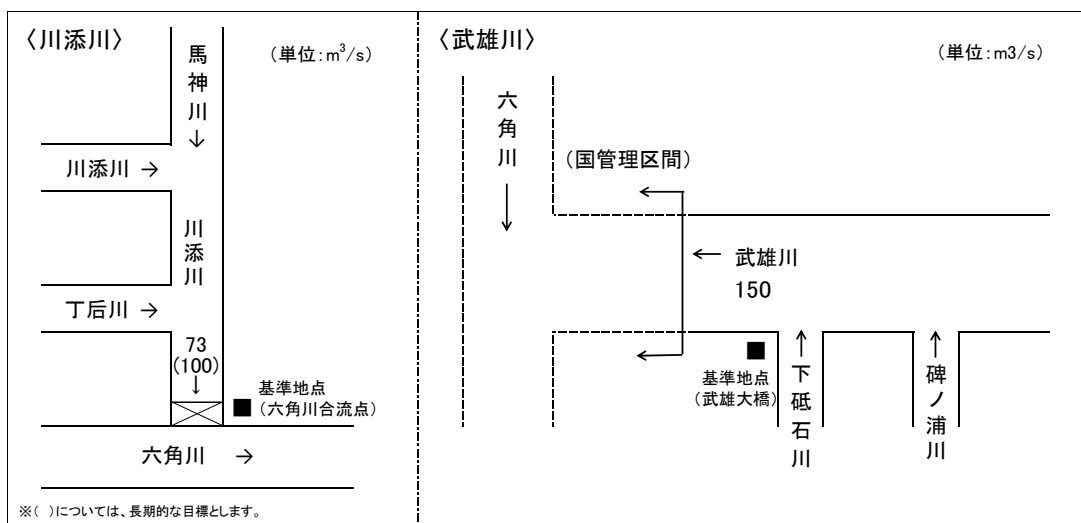 〈川添川〉
(単位:m³/s)
馬神川
↓
川添川 →
川添川
丁后川 →
73
(100)
↓
■ 基準地点
(六角川合流点)
六角川 →
※( )については、長期的な目標とします。
〈武雄川〉
(単位:m3/s)
六角川
↓
(国管理区間)
← 武雄川
150
■
基準地点
(武雄大橋)
↑
下砥石川
↑
碑ノ浦川